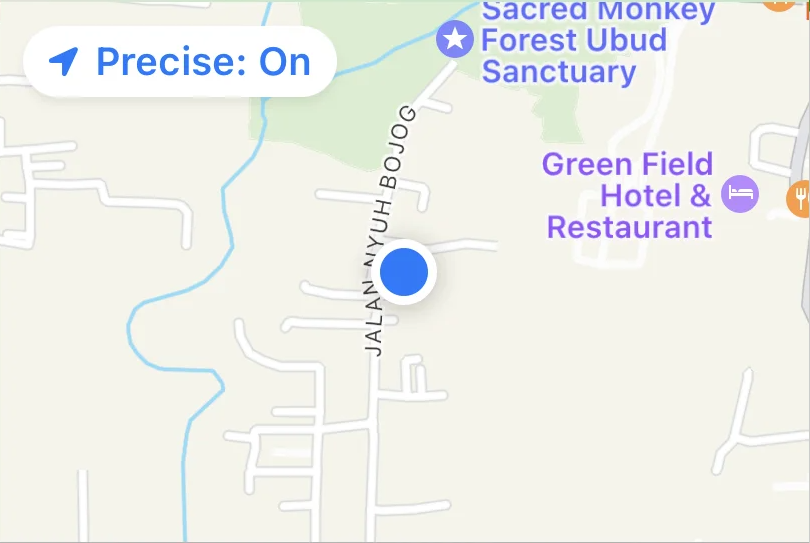 Sacred Monkey
Forest Ubud
Sanctuary
Precise: On
JALAN NYUH BOJOG
Green Field
Hotel &
Restaurant